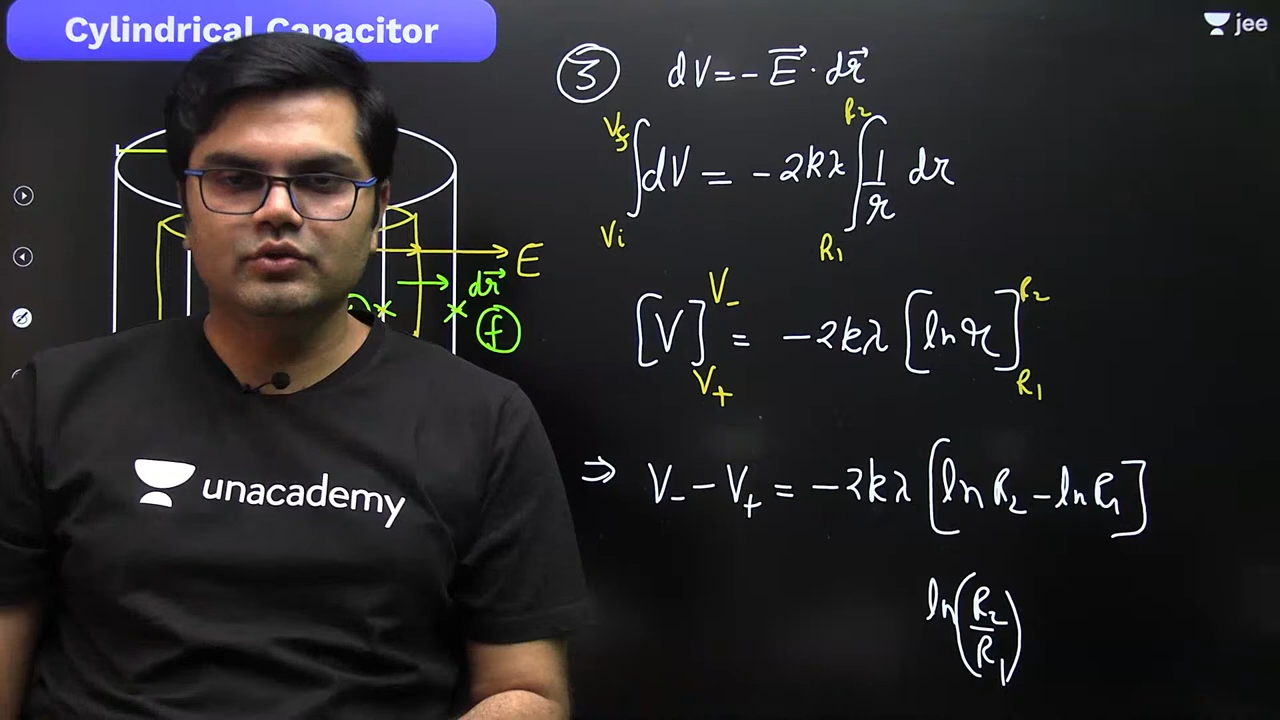 Cylindrical Capacitor
jee
③ dV = - E⃗ · dr⃗
∫_{Vi}^{Vf} dV = - 2kλ ∫_{R₁}^{R₂} 1/r dr
E
dr⃗
f
[V]_{V₊}^{V₋} = - 2kλ [ln r]_{R₁}^{R₂}
⇒ V₋ - V₊ = - 2kλ [ln R₂ - ln R₁]
ln(R₂/R₁)
unacademy